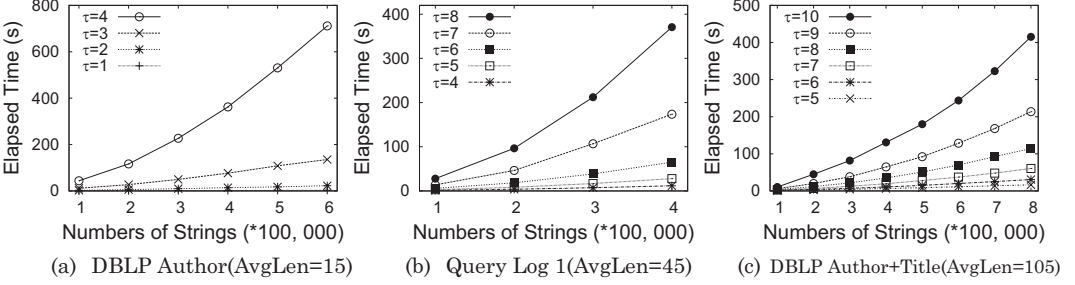 Elapsed Time (s)
800
600
400
200
0
τ=4
τ=3
τ=2
τ=1
1 2 3 4 5 6
Numbers of Strings (*100, 000)
(a) DBLP Author(AvgLen=15)
Elapsed Time (s)
400
300
200
100
0
τ=8
τ=7
τ=6
τ=5
τ=4
1 2 3 4
Numbers of Strings (*100, 000)
(b) Query Log 1(AvgLen=45)
Elapsed Time (s)
500
400
300
200
100
0
τ=10
τ=9
τ=8
τ=7
τ=6
τ=5
1 2 3 4 5 6 7 8
Numbers of Strings (*100, 000)
(c) DBLP Author+Title(AvgLen=105)